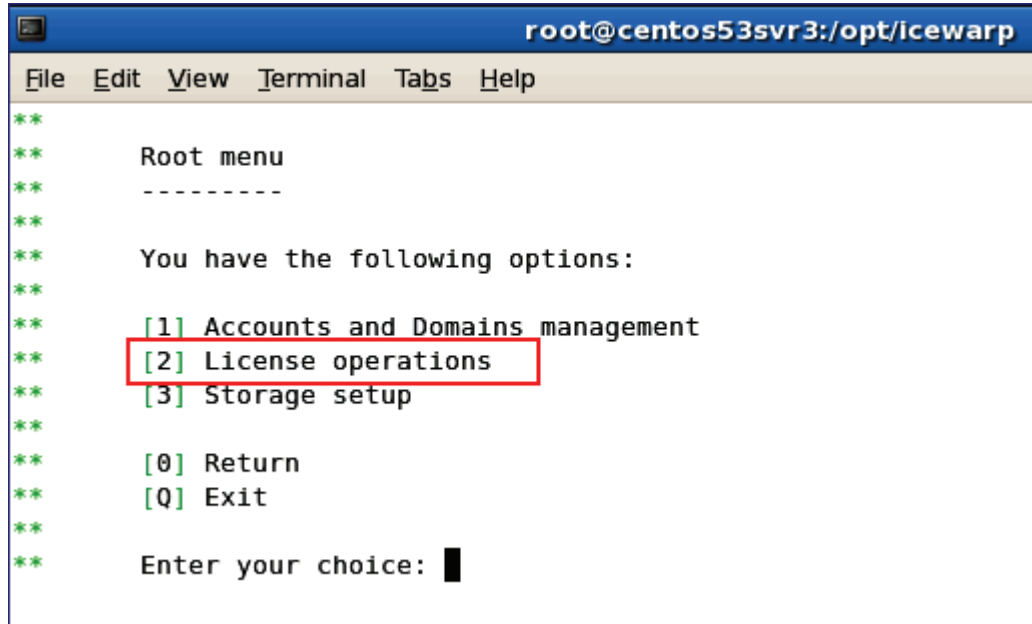 root@centos53svr3:/opt/icewarp
File Edit View Terminal Tabs Help
**
** Root menu
** ---------
**
** You have the following options:
**
** [1] Accounts and Domains management
** [2] License operations
** [3] Storage setup
**
** [0] Return
** [Q] Exit
**
** Enter your choice: